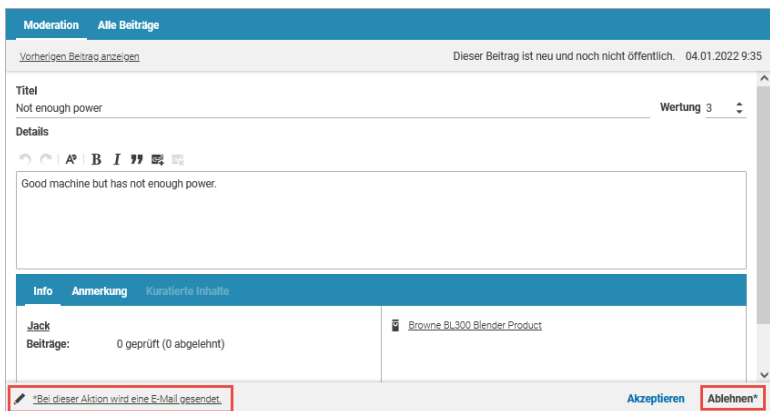 Moderation Alle Beiträge
Vorherigen Beitrag anzeigen Dieser Beitrag ist neu und noch nicht öffentlich. 04.01.2022 9:35
Titel
Not enough power Wertung 3
Details
B I
Good machine but has not enough power.
Info Anmerkung Kuratierte Inhalte
Jack Browne BL300 Blender Product
Beiträge: 0 geprüft (0 abgelehnt)
*Bei dieser Aktion wird eine E-Mail gesendet. Akzeptieren Ablehnen*